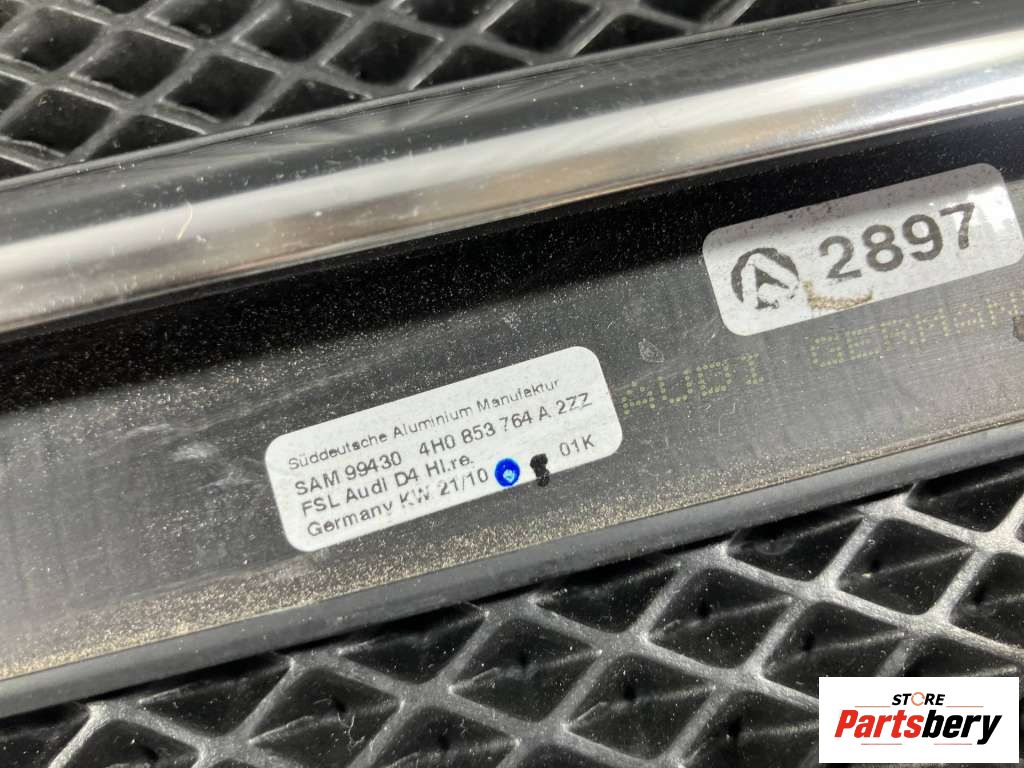 2897
AUDI GERMAN
Süddeutsche Aluminium Manufaktur
SAM 99430 4H0 853 764 A 2ZZ
FSL Audi D4 Hl.re.
Germany KW 21/10 01K
STORE
Partsbery